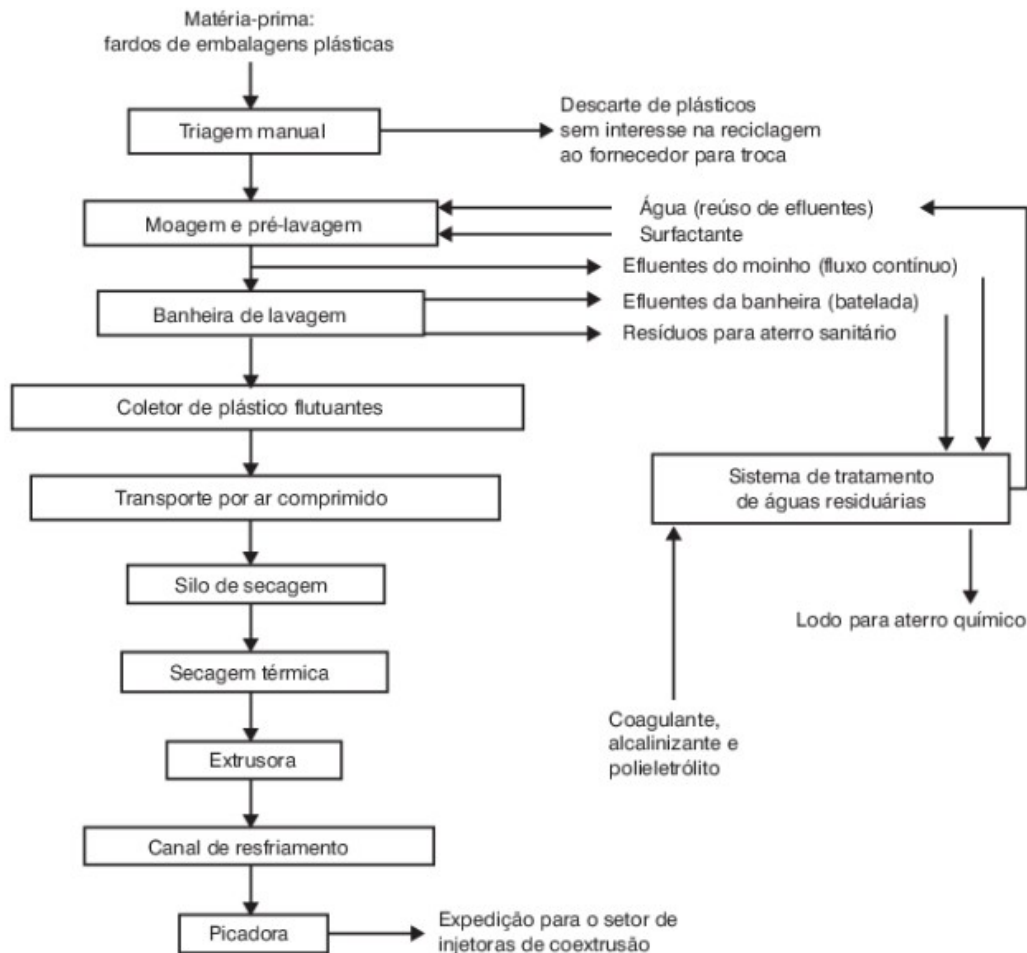 Matéria-prima:
fardos de embalagens plásticas
Triagem manual
Descarte de plásticos
sem interesse na reciclagem
ao fornecedor para troca
Moagem e pré-lavagem
Água (reúso de efluentes)
Surfactante
Efluentes do moinho (fluxo contínuo)
Banheira de lavagem
Efluentes da banheira (batelada)
Resíduos para aterro sanitário
Coletor de plástico flutuantes
Transporte por ar comprimido
Sistema de tratamento
de águas residuárias
Silo de secagem
Lodo para aterro químico
Secagem térmica
Coagulante,
alcalinizante e
polieletrólito
Extrusora
Canal de resfriamento
Picadora
Expedição para o setor de
injetoras de coextrusão